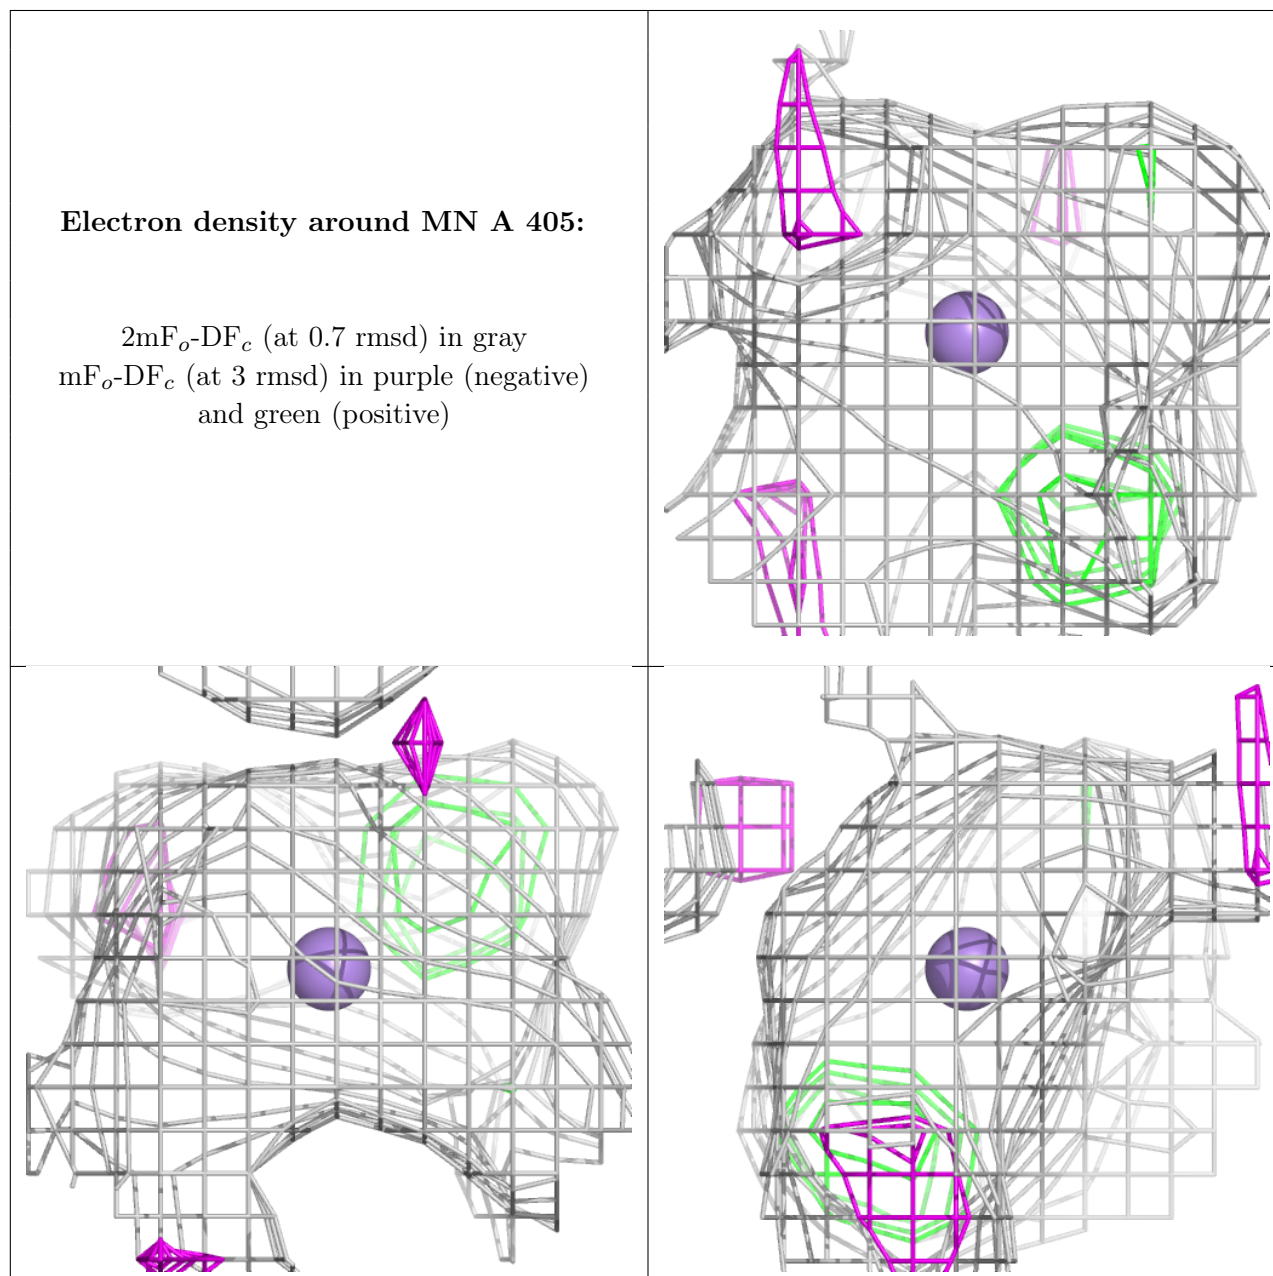 Electron density around MN A 405:
2mFo-DFc (at 0.7 rmsd) in gray
mFo-DFc (at 3 rmsd) in purple (negative)
and green (positive)